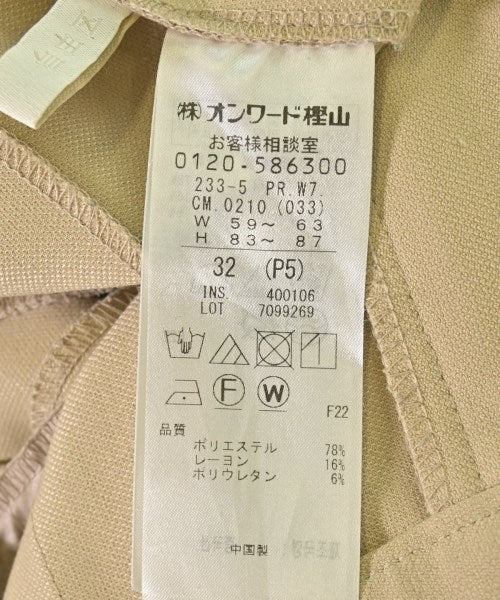 自由区
(株)オンワード樫山
お客様相談室
0120-586300
233-5 PR.W7.
CM.0210 (033)
W 59～ 63
H 83～ 87
32 (P5)
INS. 400106
LOT 7099269
F W
F22
品質
ポリエステル 78%
レーヨン 16%
ポリウレタン 6%
中国製